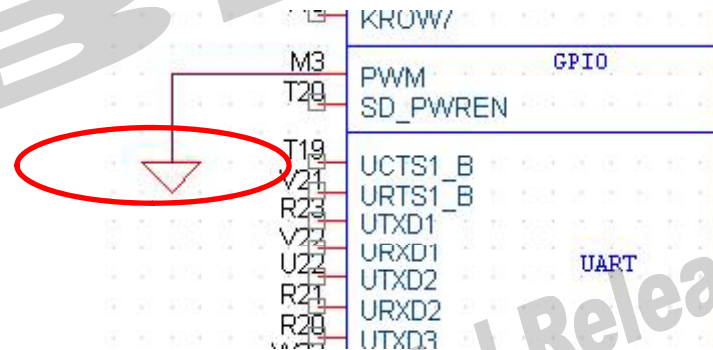 KROW7
M3
PWM
GPIO
T20
SD_PWREN
T19
UCTS1_B
V21
URTS1_B
R23
UTXD1
V22
URXD1
UART
U22
UTXD2
R21
URXD2
R20
UTXD3